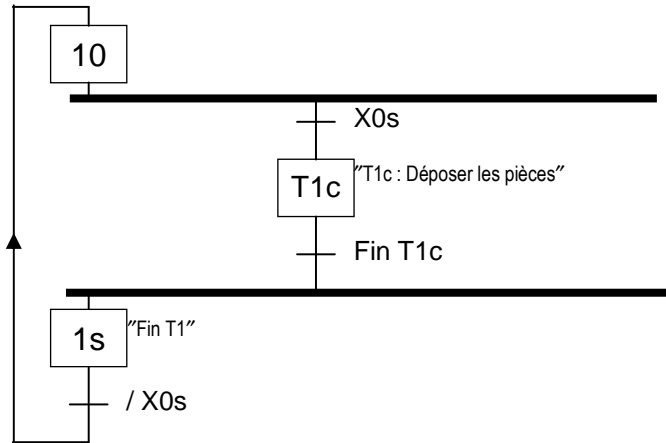 10
X0s
T1c
"T1c : Déposer les pièces"
Fin T1c
1s
"Fin T1"
/ X0s